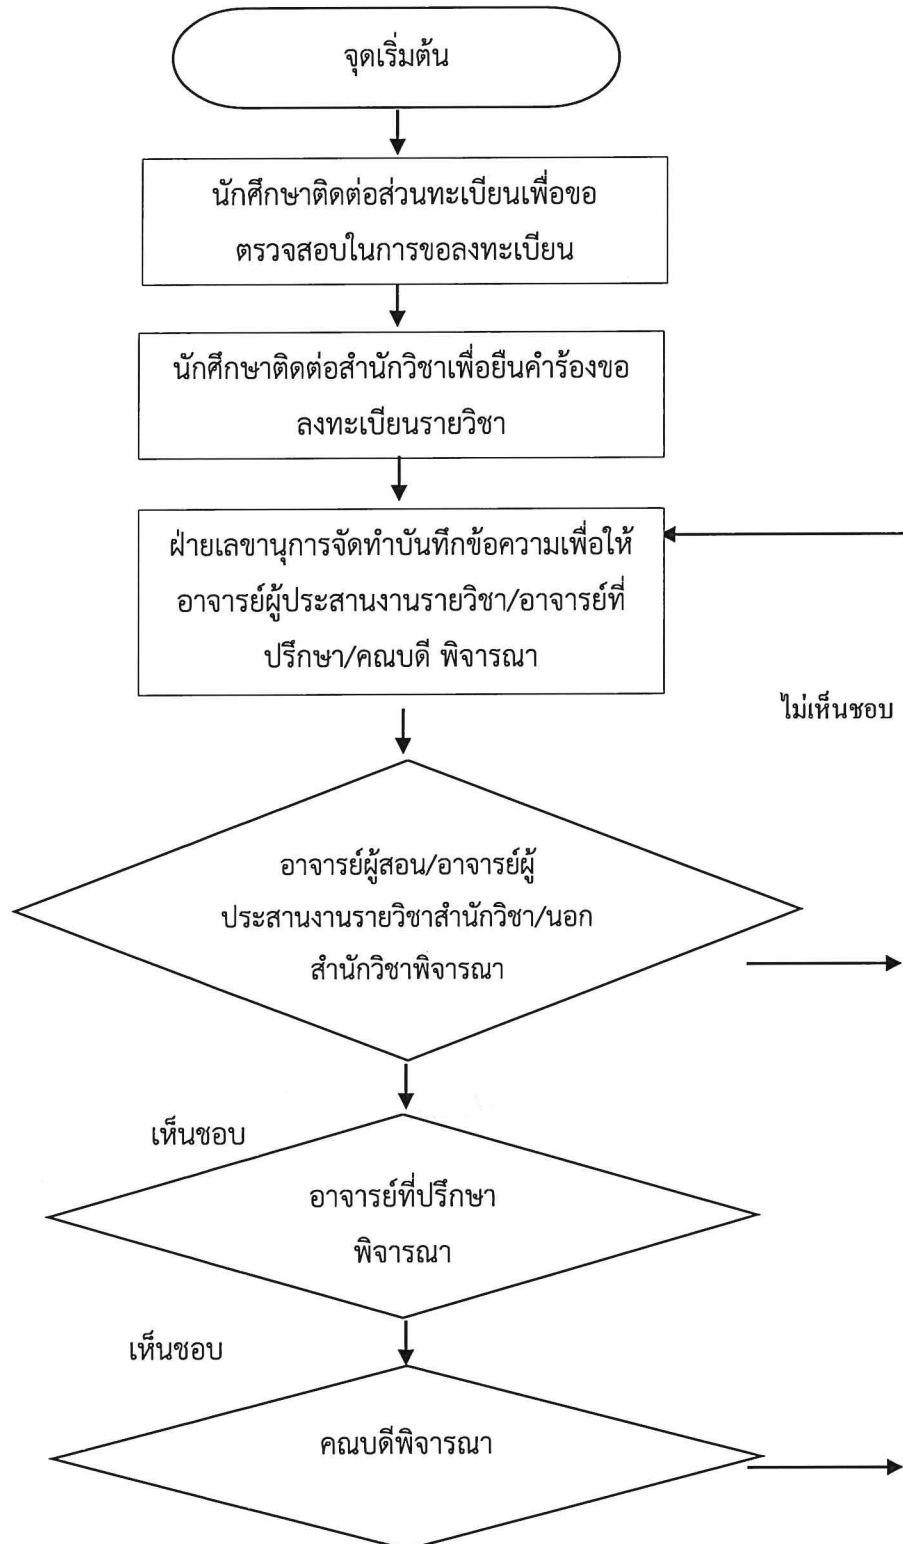 จุดเริ่มต้น
นักศึกษาติดต่อส่วนทะเบียนเพื่อขอ
ตรวจสอบในการขอลงทะเบียน
นักศึกษาติดต่อสำนักวิชาเพื่อยืนคำร้องขอ
ลงทะเบียนรายวิชา
ฝ่ายเลขานุการจัดทำบันทึกข้อความเพื่อให้
อาจารย์ผู้ประสานงานรายวิชา/อาจารย์ที่
ปรึกษา/คณบดี พิจารณา
ไม่เห็นชอบ
อาจารย์ผู้สอน/อาจารย์ผู้
ประสานงานรายวิชาสำนักวิชา/นอก
สำนักวิชาพิจารณา
เห็นชอบ
อาจารย์ที่ปรึกษา
พิจารณา
เห็นชอบ
คณบดีพิจารณา